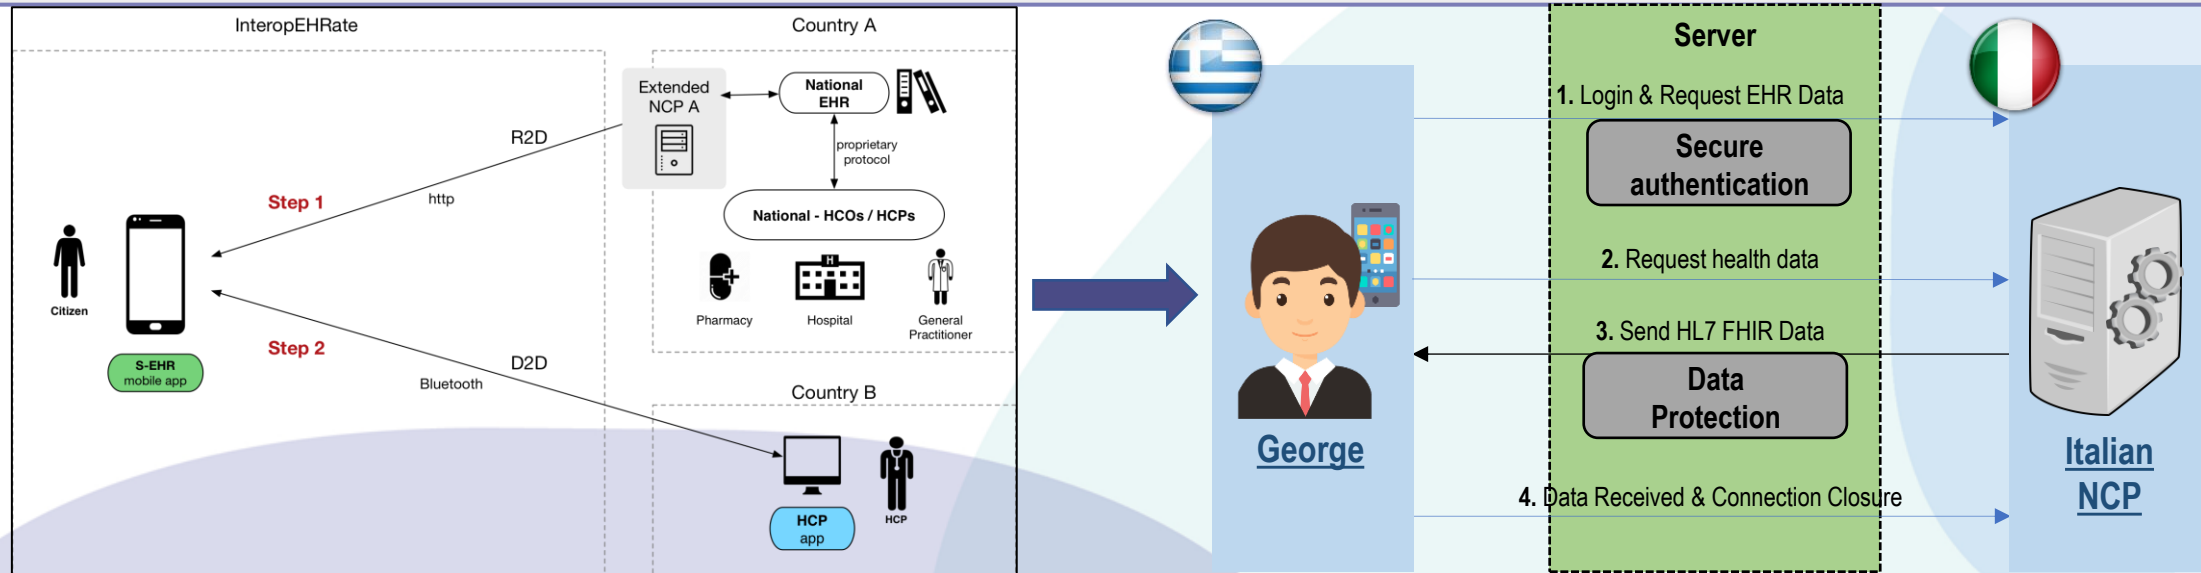 InteropEHRate
Country A
Extended
NCP A
National
EHR
R2D
proprietary
protocol
Step 1
http
National - HCOs / HCPs
Citizen
Pharmacy
Hospital
General
Practitioner
H
Step 2
D2D
S-EHR
mobile app
Bluetooth
Country B
HCP
app
HCP
Server
1. Login & Request EHR Data
Secure
authentication
2. Request health data
3. Send HL7 FHIR Data
Data
Protection
George
4. Data Received & Connection Closure
Italian
NCP